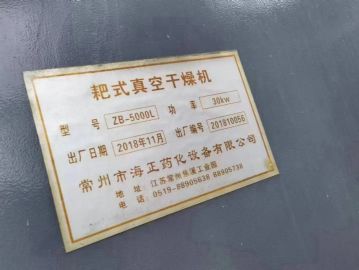 耙式真空干燥机
型号 ZB-5000L 功率 30kw
出厂日期 2018年11月 出厂编号 201810056
常州市海正药化设备有限公司
地址: 江苏常州焦溪工业园
电话: 0519-88905838 88905738